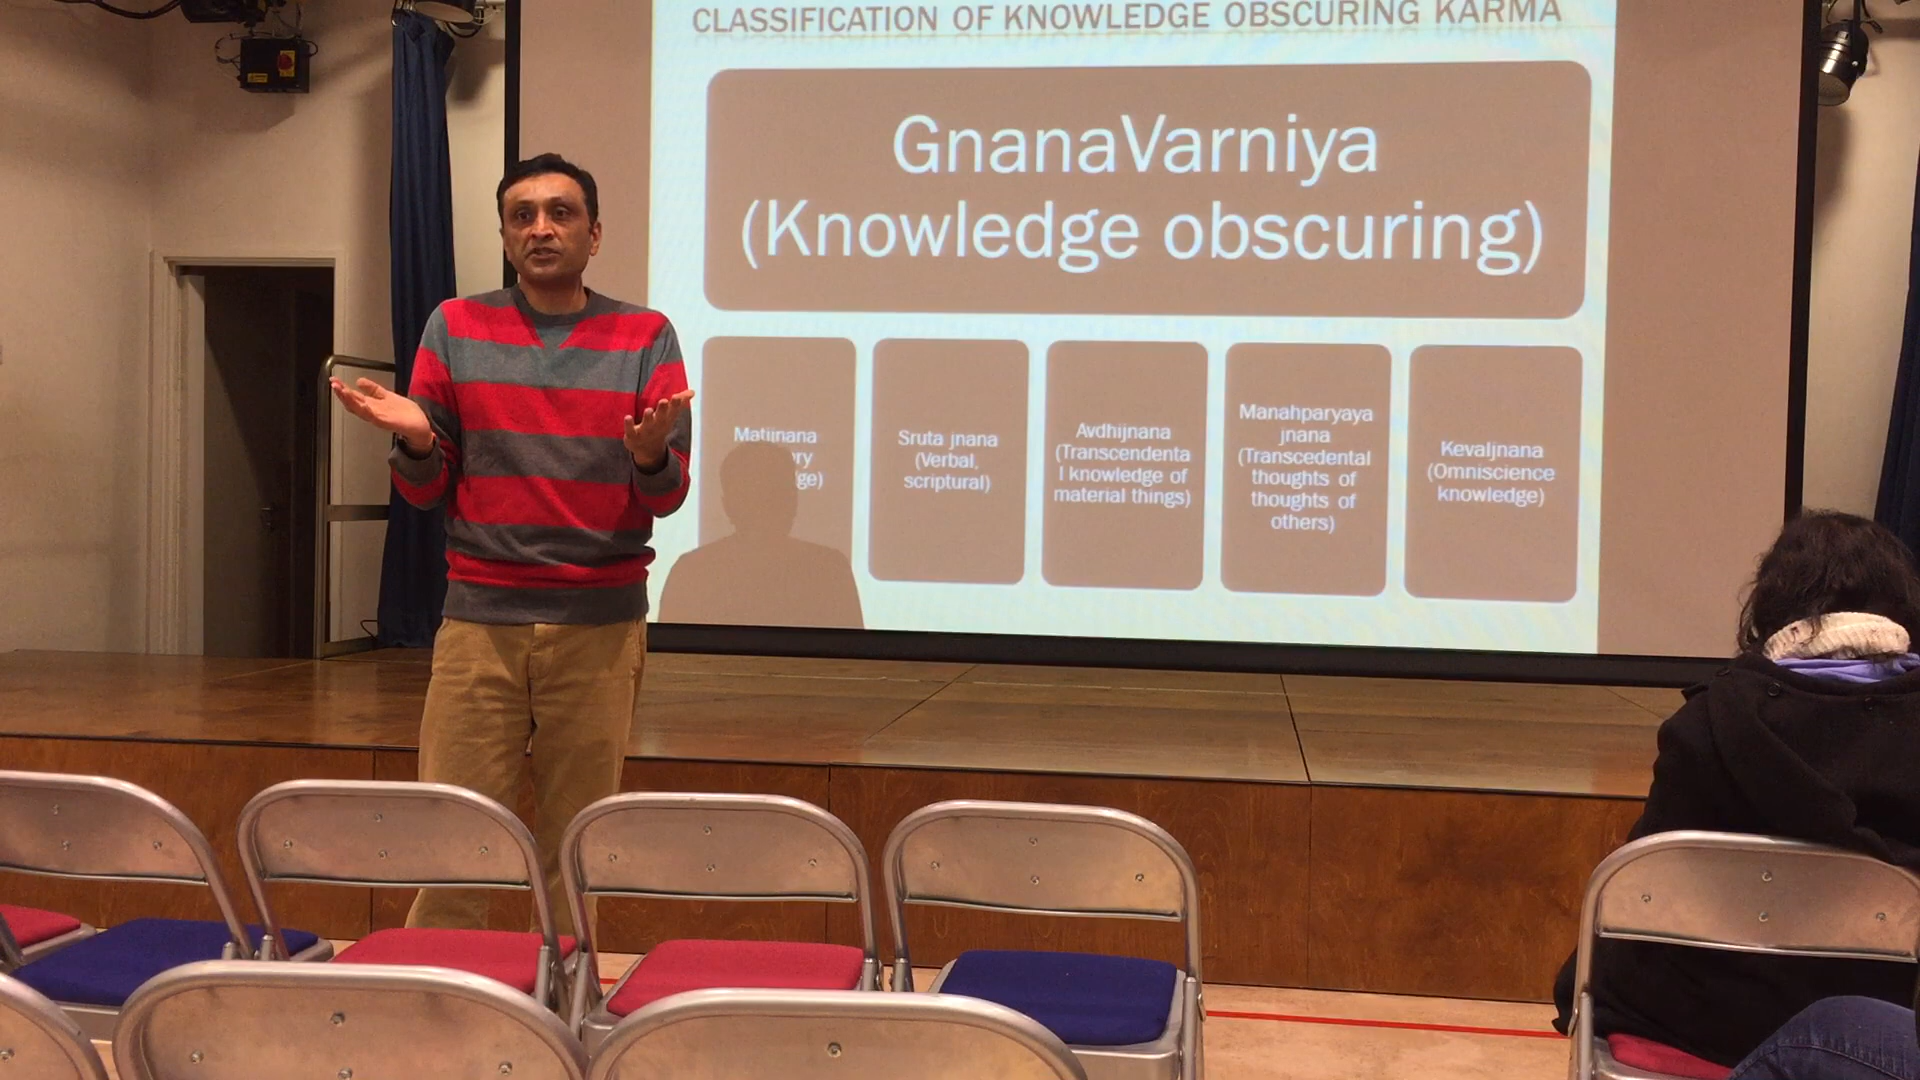 CLASSIFICATION OF KNOWLEDGE OBSCURING KARMA
GnanaVarniya
(Knowledge obscuring)
Matijnana
Sruta jnana
(Verbal,
scriptural)
Avdhijnana
(Transcendenta
l knowledge of
material things)
Manahparyaya
jnana
(Transcedental
thoughts of
thoughts of
others)
Kevaljnana
(Omniscience
knowledge)